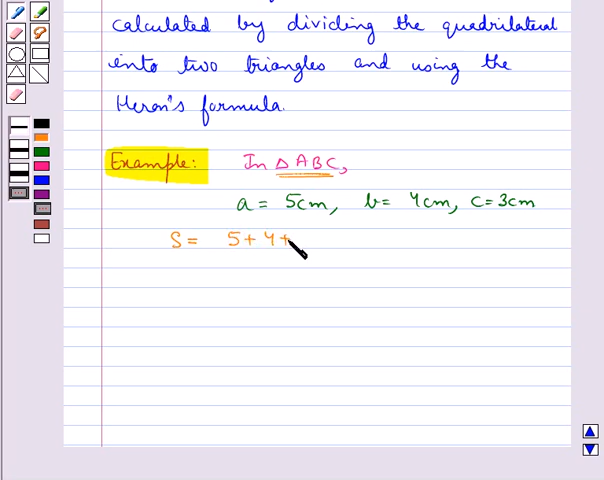 calculated by dividing the quadrilateral
into two triangles and using the
Heron's formula.
Example: In △ ABC,
a = 5cm, b = 4cm, c = 3cm
S = 5 + 4 +